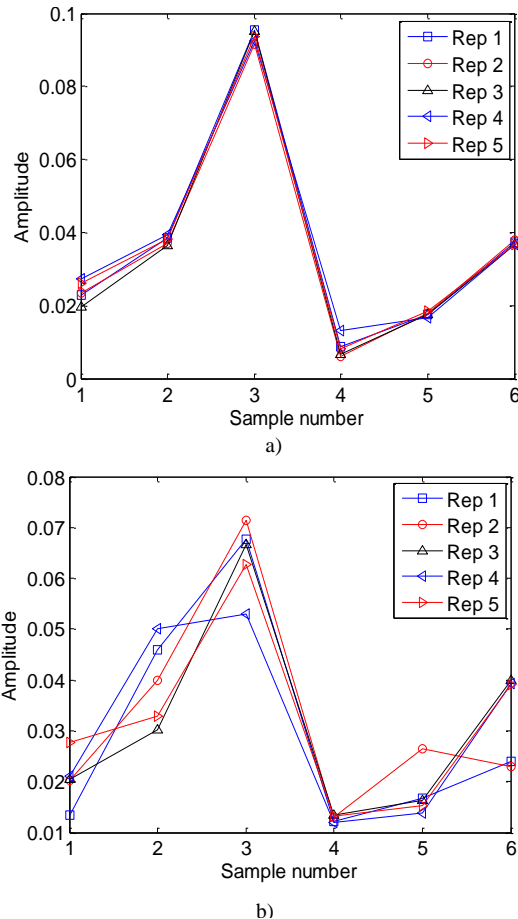 0.1
0.08
0.06
0.04
0.02
0
Amplitude
1 2 3 4 5 6
Sample number
Rep 1
Rep 2
Rep 3
Rep 4
Rep 5
a)
0.08
0.07
0.06
0.05
0.04
0.03
0.02
0.01
Amplitude
1 2 3 4 5 6
Sample number
Rep 1
Rep 2
Rep 3
Rep 4
Rep 5
b)